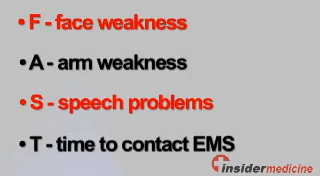 • F - face weakness
• A - arm weakness
• S - speech problems
• T - time to contact EMS
insidermedicine